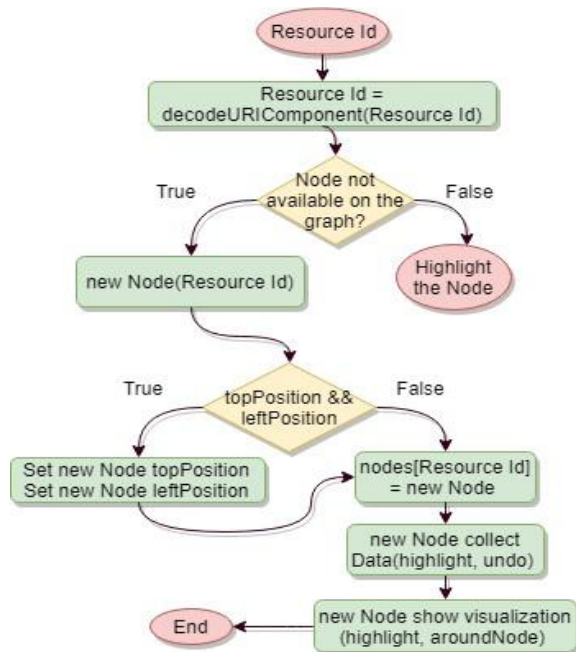 Resource Id
Resource Id =
decodeURIComponent(Resource Id)
Node not
available on the
graph?
True
False
Highlight
the Node
new Node(Resource Id)
topPosition &&
leftPosition
True
False
Set new Node topPosition
Set new Node leftPosition
nodes[Resource Id]
= new Node
new Node collect
Data(highlight, undo)
new Node show visualization
(highlight, aroundNode)
End